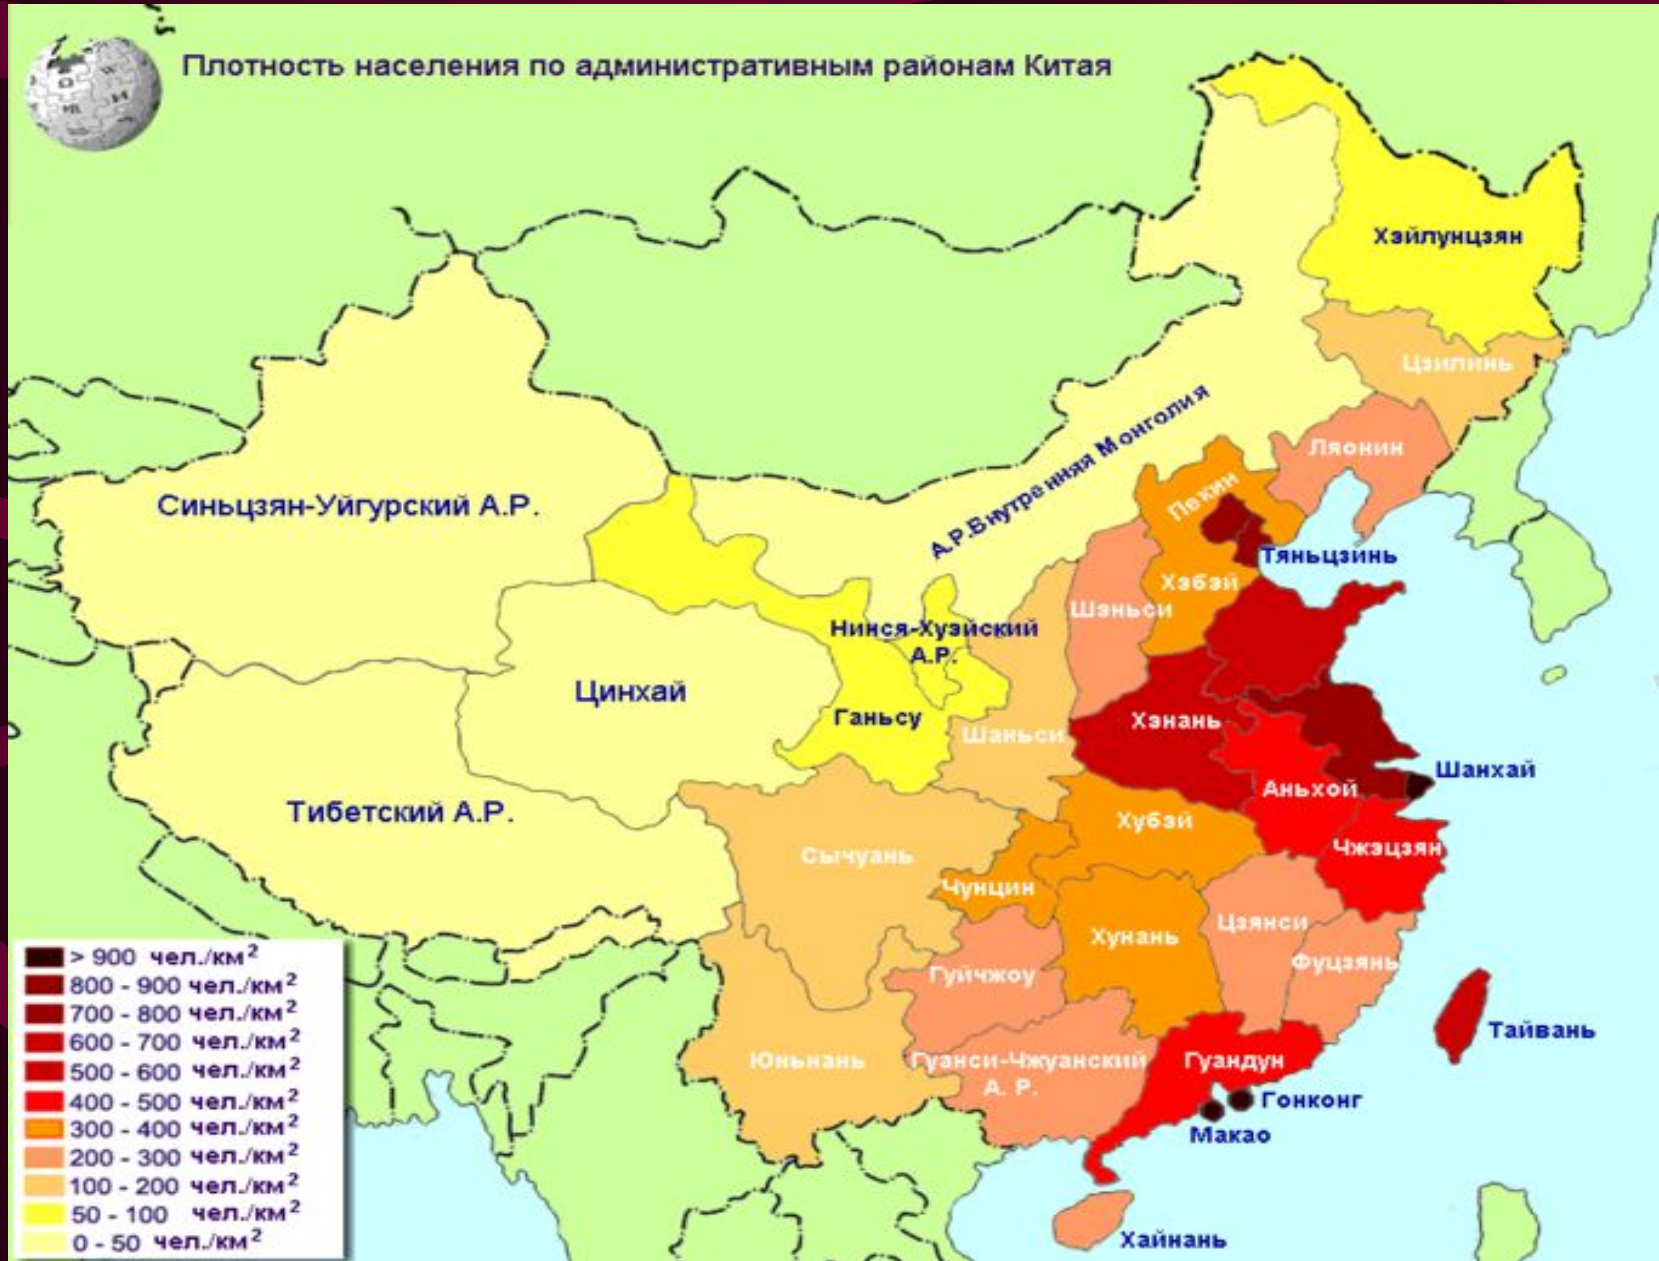 Плотность населения по административным районам Китая
Хэйлунцзян
Цзилинь
Ляонин
А.Р.Внутренняя Монголия
Пекин
Синьцзян-Уйгурский А.Р.
Тяньцзинь
Хэбэй
Шэньси
Нинся-Хуэйский
А.Р.
Цинхай
Ганьсу
Шаньси
Хэнань
Шанхай
Аньхой
Тибетский А.Р.
Хубэй
Чжэцзян
Сычуань
Чунцин
Цзянси
Хунань
Фуцзянь
Гуйчжоу
Тайвань
Юньнань
Гуанси-Чжуанский
А. Р.
Гуандун
Гонконг
Макао
Хайнань
> 900 чел./км²
800 - 900 чел./км²
700 - 800 чел./км²
600 - 700 чел./км²
500 - 600 чел./км²
400 - 500 чел./км²
300 - 400 чел./км²
200 - 300 чел./км²
100 - 200 чел./км²
50 - 100 чел./км²
0 - 50 чел./км²